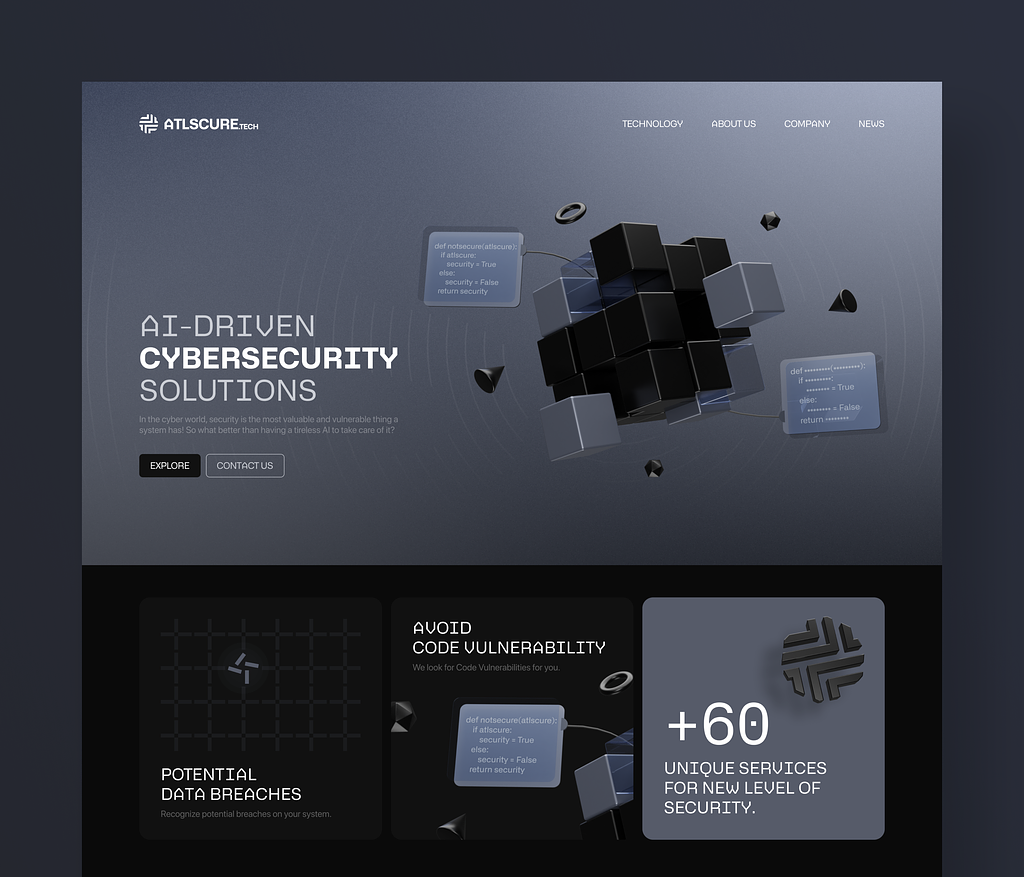 ATLSCURE.TECH
TECHNOLOGY
ABOUT US
COMPANY
NEWS
def notsecure(atlscure):
if atlscure:
security = True
else:
security = False
return security
AI-DRIVEN
CYBERSECURITY
SOLUTIONS
In the cyber world, security is the most valuable and vulnerable thing a
system has! So what better than having a tireless AI to take care of it?
EXPLORE
CONTACT US
def ********(********):
if ********:
******** = True
else:
******** = False
return ********
POTENTIAL
DATA BREACHES
Recognize potential breaches on your system.
AVOID
CODE VULNERABILITY
We look for Code Vulnerabilities for you.
def notsecure(atlscure):
if atlscure:
security = True
else:
security = False
return security
+60
UNIQUE SERVICES
FOR NEW LEVEL OF
SECURITY.